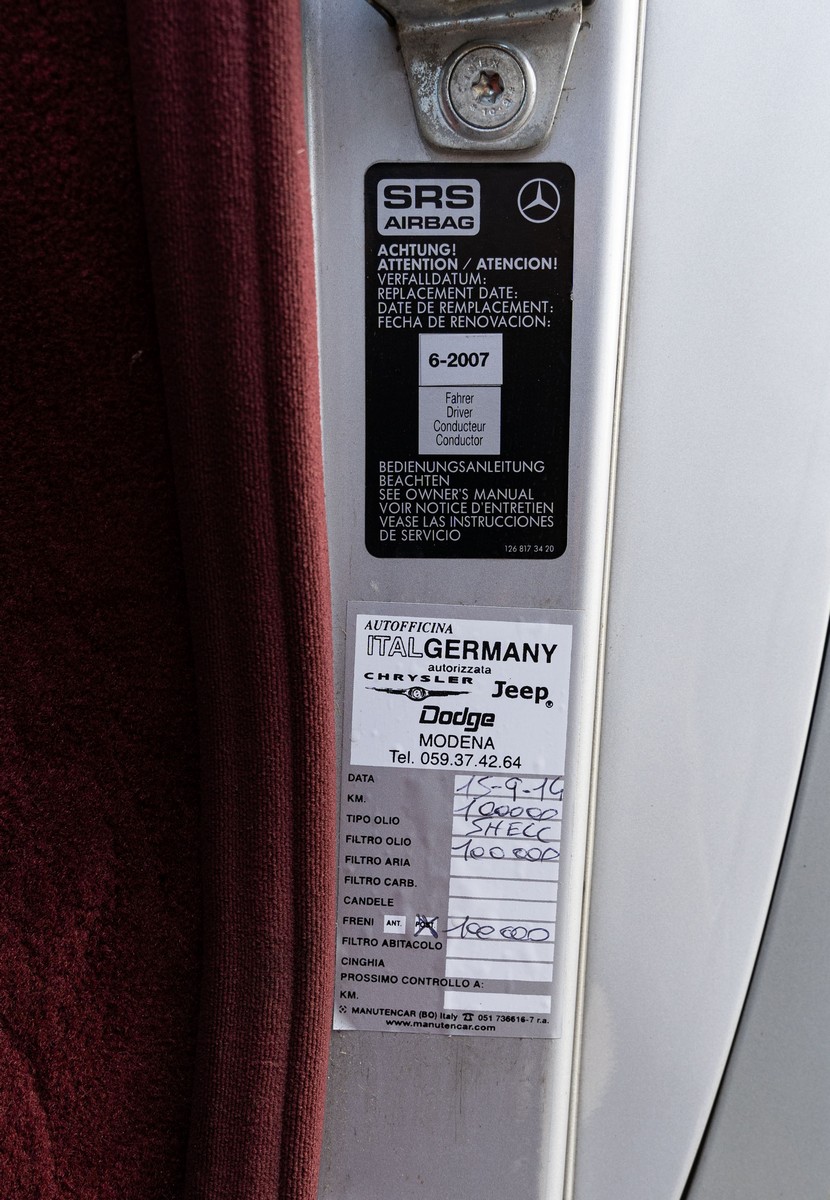 SRS
AIRBAG
ACHTUNG!
ATTENTION / ATENCION!
VERFALLDATUM:
REPLACEMENT DATE:
DATE DE REMPLACEMENT:
FECHA DE RENOVACION:
6-2007
Fahrer
Driver
Conducteur
Conductor
BEDIENUNGSANLEITUNG
BEACHTEN
SEE OWNER'S MANUAL
VOIR NOTICE D'ENTRETIEN
VEASE LAS INSTRUCCIONES
DE SERVICIO
126 817 34 20
AUTOFFICINA
ITALGERMANY
autorizzata
CHRYSLER
Jeep®
Dodge
MODENA
Tel. 059.37.42.64
DATA 15-9-14
KM. 100000
TIPO OLIO SHELL
FILTRO OLIO 100000
FILTRO ARIA
FILTRO CARB.
CANDELE
FRENI ANT. POST 100000
FILTRO ABITACOLO
CINGHIA
PROSSIMO CONTROLLO A:
KM.
MANUTENCAR (BO) Italy ☎ 051 736616-7 r.a.
www.manutencar.com